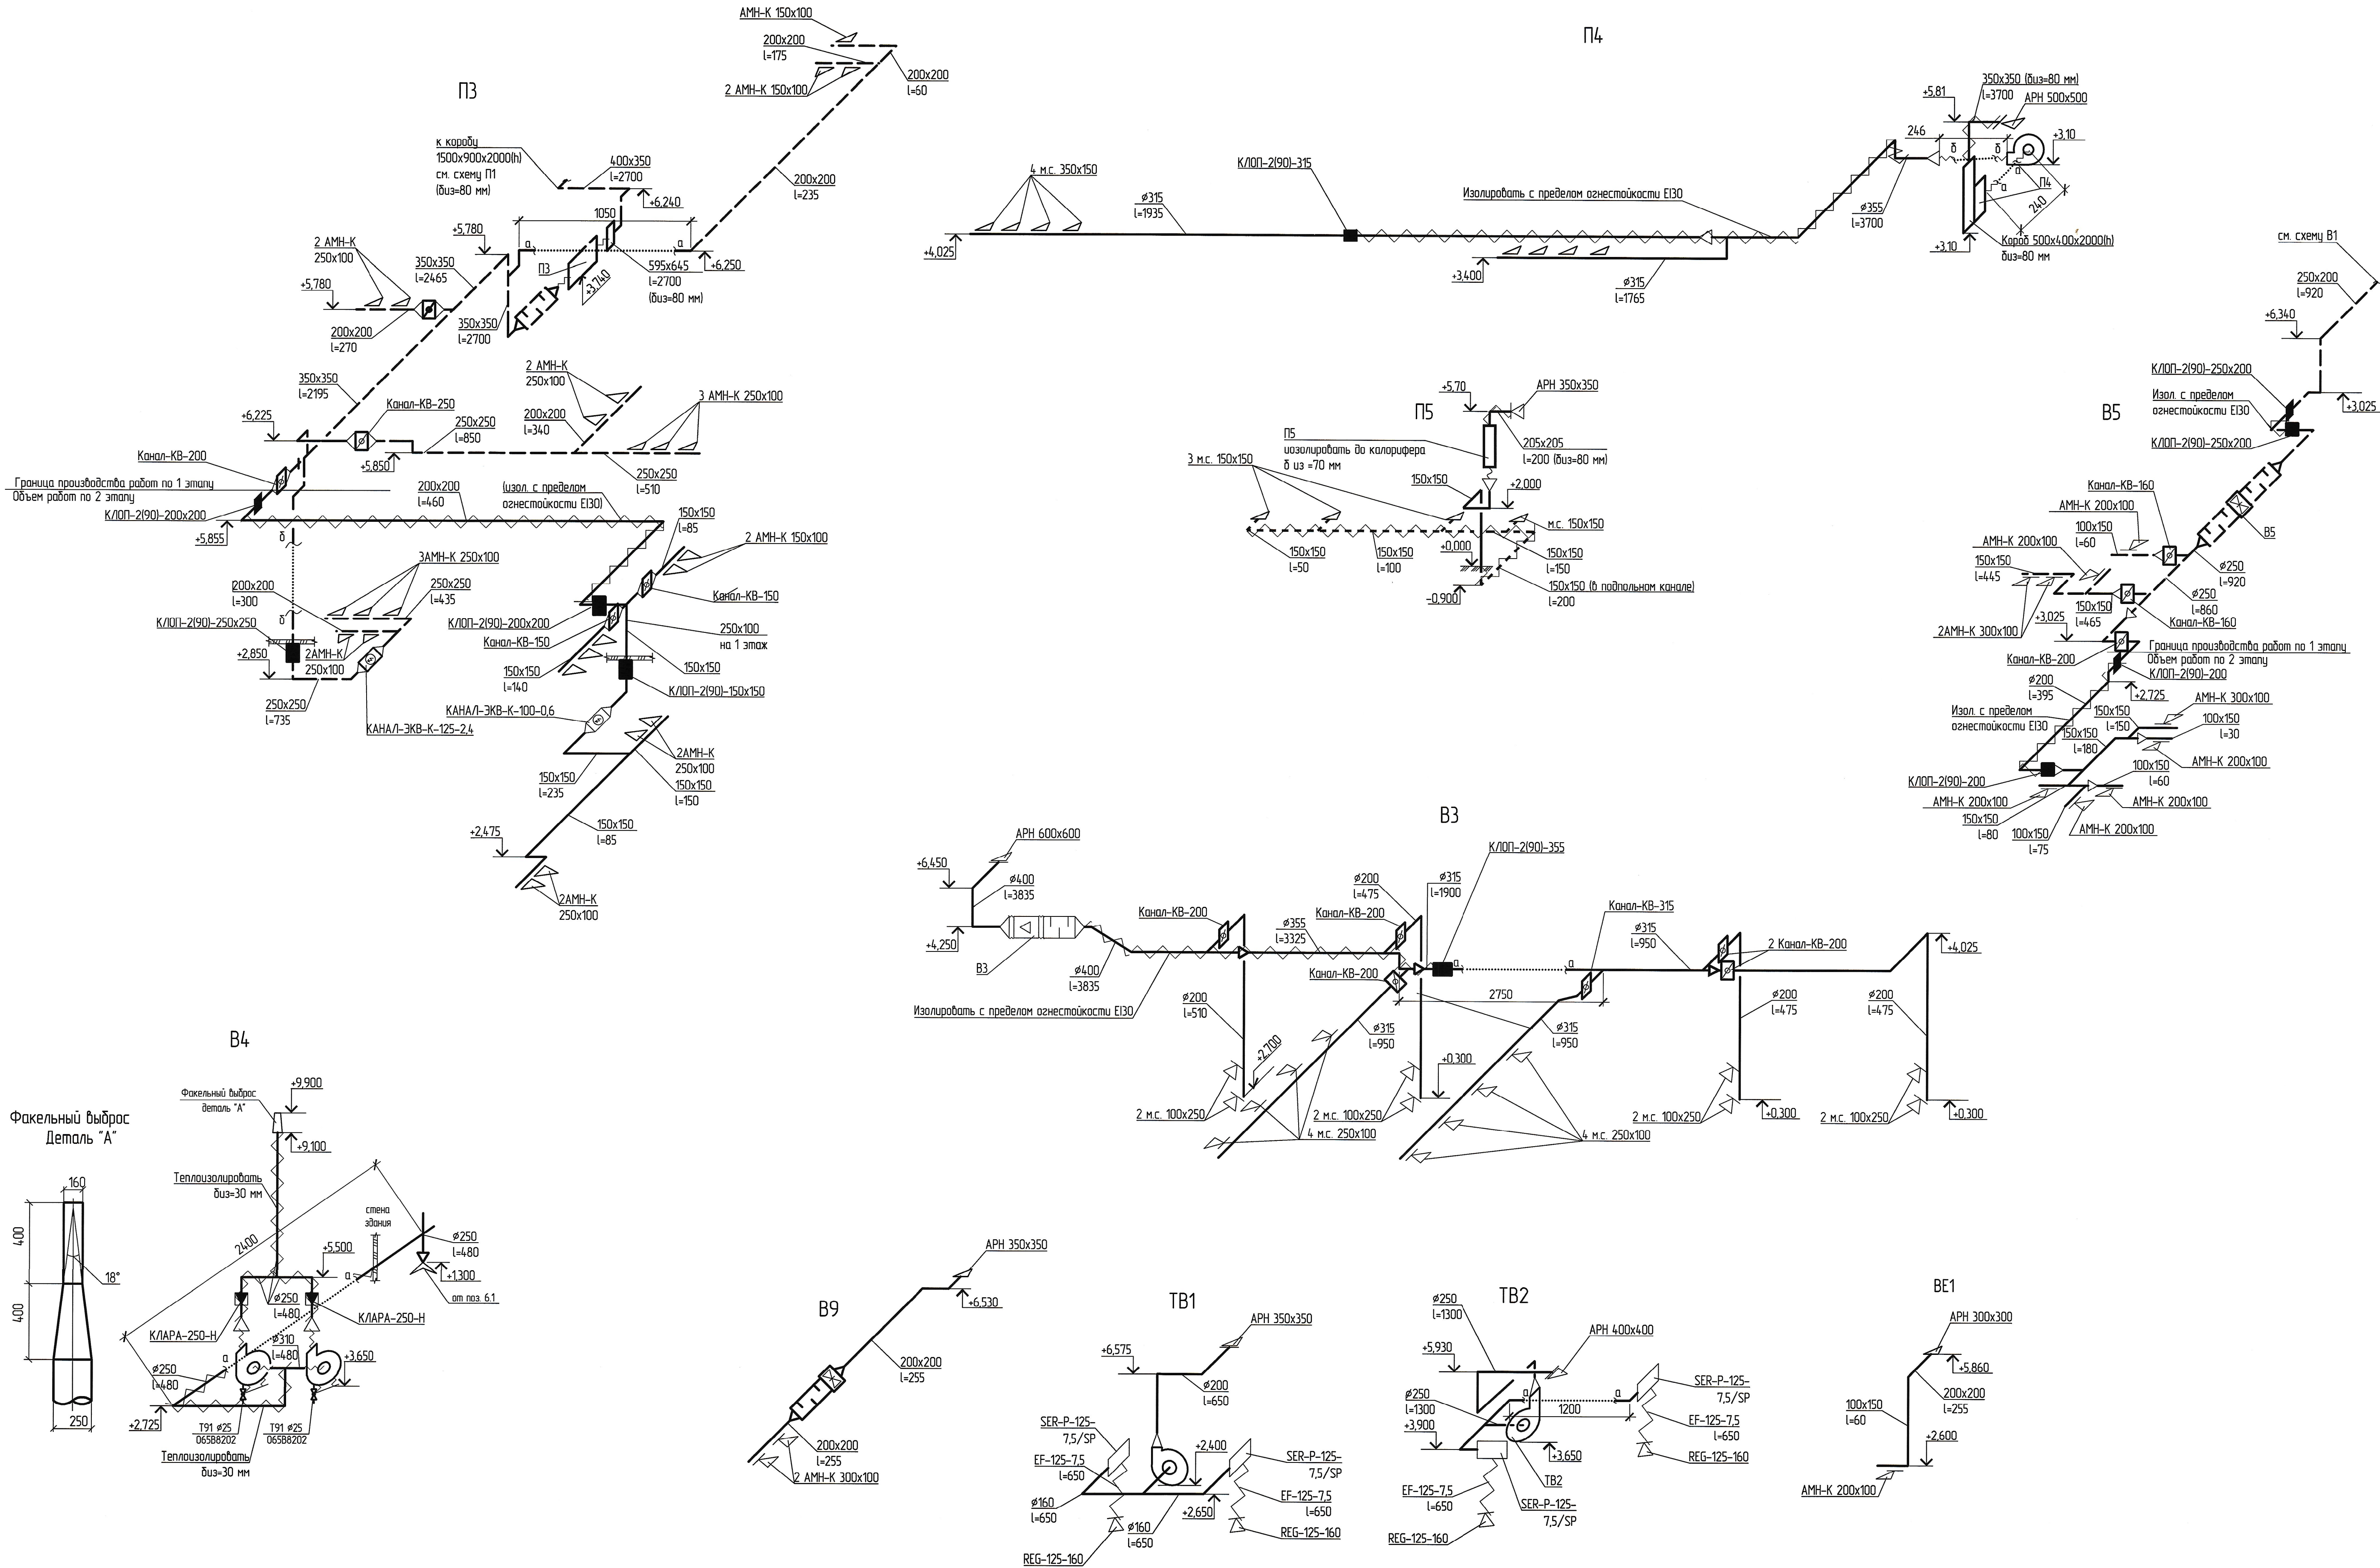 П3
АМН-К 150х100
200х200
l=175
2 АМН-К 150х100
200х200
l=60
200х200
l=235
к коробу
1500х900х2000(h)
см. схему П1
(биз=80 мм)
400х350
l=2700
+6,240
1050
+5,780
а
а
П3
+3,740
595х645
l=2700
(биз=80 мм)
+6,250
2 АМН-К
250х100
350х350
l=2465
+5,780
200х200
l=270
350х350
l=2700
350х350
l=2195
Канал-КВ-250
+6,225
250х250
l=850
2 АМН-К
250х100
200х200
l=340
3 АМН-К 250х100
Канал-КВ-200
+5,850
250х250
l=510
Граница производства работ по 1 этапу
Объем работ по 2 этапу
200х200
l=460
(изол. с пределом
огнестойкости EI30)
КЛОП-2(90)-200х200
+5,855
150х150
l=85
2 АМН-К 150х100
б
3АМН-К 250х100
200х200
l=300
250х250
l=435
б
КЛОП-2(90)-250х250
2АМН-К
250х100
+2,850
250х250
l=735
КАНАЛ-ЭКВ-К-125-2,4
Канал-КВ-150
КЛОП-2(90)-200х200
Канал-КВ-150
250х100
на 1 этаж
150х150
l=140
150х150
КЛОП-2(90)-150х150
КАНАЛ-ЭКВ-К-100-0,6
2АМН-К
250х100
150х150
l=235
150х150
l=150
150х150
l=85
+2,475
2АМН-К
250х100
П4
4 м.с. 350х150
Ø315
l=1935
+4,025
КЛОП-2(90)-315
Изолировать с пределом огнестойкости EI30
+3,400
Ø315
l=1765
Ø355
l=3700
246
+5,81
350х350 (биз=80 мм)
l=3700
АРН 500х500
+3,10
б
б
а
а
П4
240
+3,10
Короб 500х400х2000(h)
биз=80 мм
П5
+5,70
АРН 350х350
П5
иозолировать до калорифера
б из =70 мм
205х205
l=200 (биз=80 мм)
3 м.с. 150х150
150х150
+2,000
м.с. 150х150
150х150
l=50
150х150
l=100
+0,000
150х150
l=150
-0,900
150х150 (в подпольном канале)
l=200
В5
см. схему В1
250х200
l=920
+6,340
КЛОП-2(90)-250х200
Изол. с пределом
огнестойкости EI30
+3,025
КЛОП-2(90)-250х200
Канал-КВ-160
АМН-К 200х100
100х150
l=60
В5
АМН-К 200х100
150х150
l=445
Ø250
l=920
Ø250
l=860
150х150
l=465
2АМН-К 300х100
+3,025
Канал-КВ-160
Граница производства работ по 1 этапу
Объем работ по 2 этапу
Канал-КВ-200
КЛОП-2(90)-200
Ø200
l=395
+2,725
АМН-К 300х100
Изол. с пределом
огнестойкости EI30
150х150
l=150
100х150
l=30
150х150
l=180
АМН-К 200х100
КЛОП-2(90)-200
100х150
l=60
АМН-К 200х100
АМН-К 200х100
150х150
l=80
100х150
l=75
АМН-К 200х100
В3
АРН 600х600
+6,450
Ø400
l=3835
+4,250
В3
Ø400
l=3835
Изолировать с пределом огнестойкости EI30
Канал-КВ-200
Ø355
l=3325
Ø200
l=475
Канал-КВ-200
Ø315
l=1900
КЛОП-2(90)-355
а
а
Канал-КВ-200
Канал-КВ-315
Ø315
l=950
2 Канал-КВ-200
+4,025
2750
Ø200
l=510
+2,700
Ø315
l=950
Ø315
l=950
Ø200
l=475
Ø200
l=475
+0,300
2 м.с. 100х250
2 м.с. 100х250
4 м.с. 250х100
4 м.с. 250х100
2 м.с. 100х250
+0,300
2 м.с. 100х250
+0,300
В4
Факельный выброс
Деталь "А"
160
400
400
18°
250
Факельный выброс
деталь "А"
+9,900
+9,100
Теплоизолировать
биз=30 мм
2400
стена
здания
+5,500
а
Ø250
l=480
+1,300
от поз. 6.1
Ø250
l=480
КЛАРА-250-Н
КЛАРА-250-Н
Ø310
l=480
а
+3,650
Ø250
l=480
+2,725
Т91 Ø25
065В8202
Т91 Ø25
065В8202
Теплоизолировать
биз=30 мм
В9
АРН 350х350
+6,530
200х200
l=255
200х200
l=255
2 АМН-К 300х100
ТВ1
АРН 350х350
+6,575
Ø200
l=650
SER-P-125-
7,5/SP
+2,400
SER-P-125-
7,5/SP
EF-125-7,5
l=650
EF-125-7,5
l=650
Ø160
l=650
+2,650
Ø160
l=650
REG-125-160
REG-125-160
ТВ2
Ø250
l=1300
АРН 400х400
+5,930
SER-P-125-
7,5/SP
Ø250
l=1300
а
а
1200
EF-125-7,5
l=650
+3,900
+3,650
REG-125-160
ТВ2
EF-125-7,5
l=650
SER-P-125-
7,5/SP
REG-125-160
ВЕ1
АРН 300х300
+5,860
100х150
l=60
200х200
l=255
+2,600
АМН-К 200х100